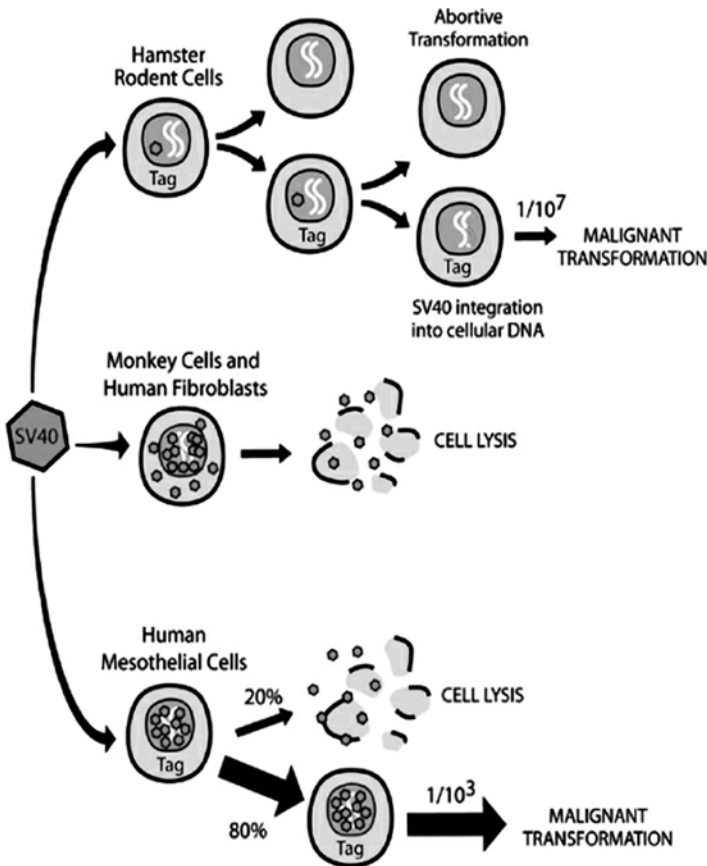 Hamster
Rodent Cells
Tag
Tag
Abortive
Transformation
Tag
SV40 integration
into cellular DNA
1/10⁷
MALIGNANT
TRANSFORMATION
SV40
Monkey Cells and
Human Fibroblasts
CELL LYSIS
Human
Mesothelial Cells
Tag
20%
CELL LYSIS
80%
Tag
1/10³
MALIGNANT
TRANSFORMATION